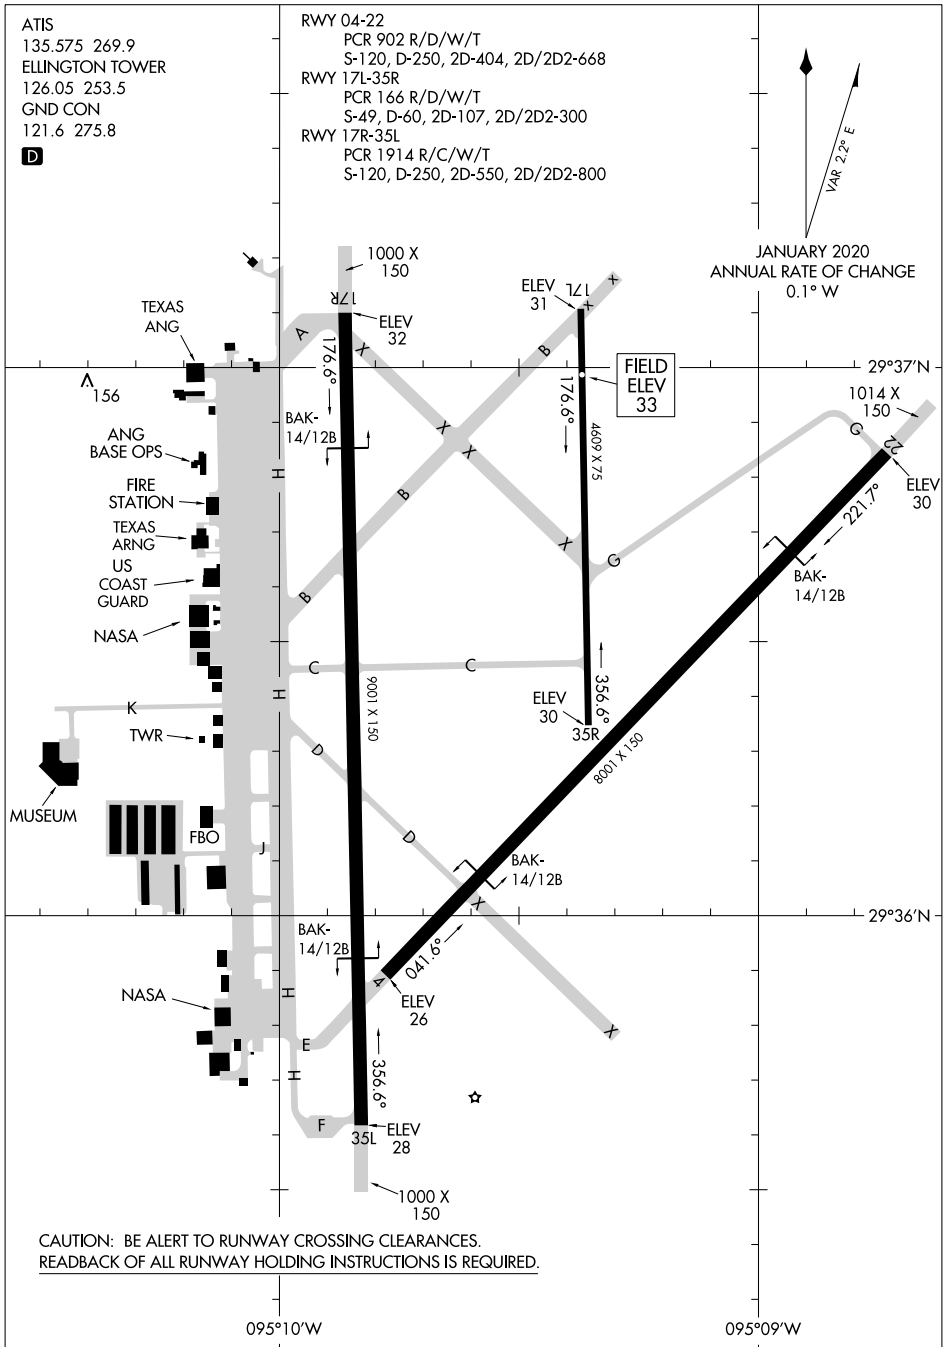 ATIS
135.575 269.9
ELLINGTON TOWER
126.05 253.5
GND CON
121.6 275.8
D
RWY 04-22
PCR 902 R/D/W/T
S-120, D-250, 2D-404, 2D/2D2-668
RWY 17L-35R
PCR 166 R/D/W/T
S-49, D-60, 2D-107, 2D/2D2-300
RWY 17R-35L
PCR 1914 R/C/W/T
S-120, D-250, 2D-550, 2D/2D2-800
VAR 2.2° E
JANUARY 2020
ANNUAL RATE OF CHANGE
0.1° W
1000 X
150
TEXAS
ANG
17R
ELEV
32
A
X
176.6°
ELEV
31
17L
X
X
B
FIELD
ELEV
33
29°37'N
156
176.6°
4609 X 75
1014 X
150
BAK-
14/12B
ANG
BASE OPS
H
X
X
B
G
22
ELEV
30
221.7°
FIRE
STATION
TEXAS
ARNG
X
G
BAK-
14/12B
US
COAST
GUARD
B
NASA
C
C
H
9001 X 150
356.6°
ELEV
30
35R
K
TWR
D
8001 X 150
MUSEUM
FBO
J
D
BAK-
14/12B
X
29°36'N
BAK-
14/12B
041.6°
4
ELEV
26
NASA
H
X
E
H
356.6°
F
35L
ELEV
28
1000 X
150
CAUTION: BE ALERT TO RUNWAY CROSSING CLEARANCES.
READBACK OF ALL RUNWAY HOLDING INSTRUCTIONS IS REQUIRED.
095°10'W
095°09'W